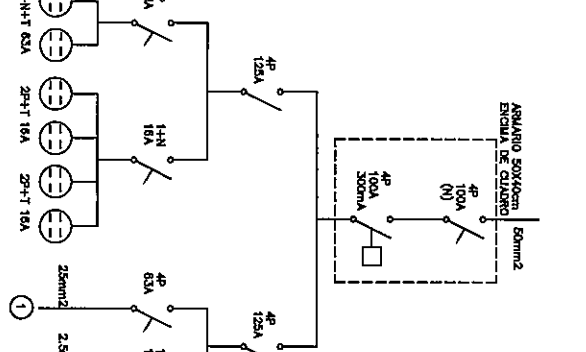 ARMARIO 50X40cm
ENCIMA DE CUADRO
50mm2
4P
100A
(N)
4P
100A
300mA
4P
125A
4P
125A
1+N
16A
4P
63A
+N+T 63A
2P+T 16A
2P+T 16A
25mm2
2.5
1